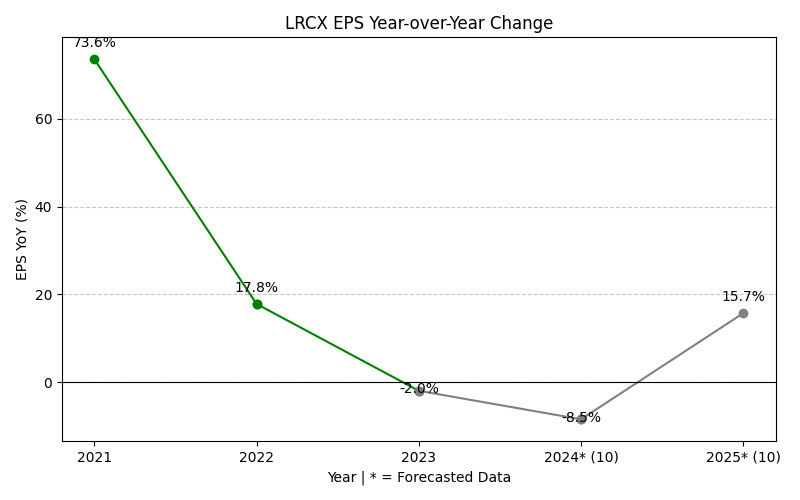 LRCX EPS Year-over-Year Change
73.6%
60
40
EPS YoY (%)
17.8%
20
15.7%
0
-2.0%
-8.5%
2021 2022 2023 2024* (10) 2025* (10)
Year | * = Forecasted Data